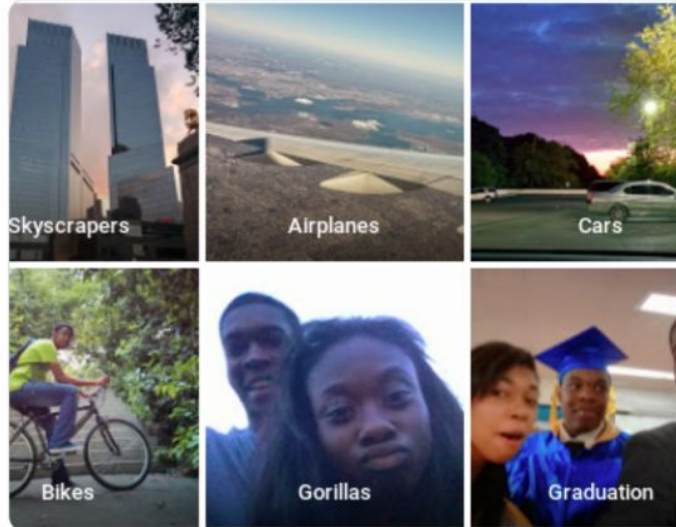 Skyscrapers
Airplanes
Cars
Bikes
Gorillas
Graduation